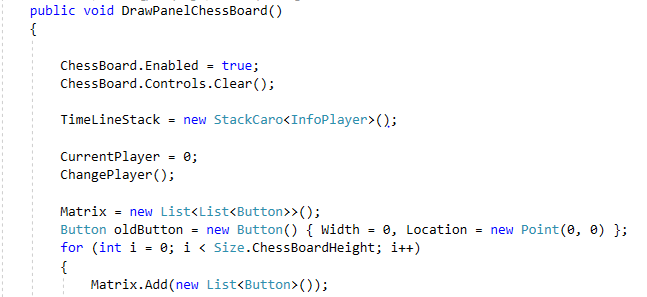 public void DrawPanelChessBoard()
{
ChessBoard.Enabled = true;
ChessBoard.Controls.Clear();
TimeLineStack = new StackCaro<InfoPlayer>();
CurrentPlayer = 0;
ChangePlayer();
Matrix = new List<List<Button>>();
Button oldButton = new Button() { Width = 0, Location = new Point(0, 0) };
for (int i = 0; i < Size.ChessBoardHeight; i++)
{
Matrix.Add(new List<Button>());